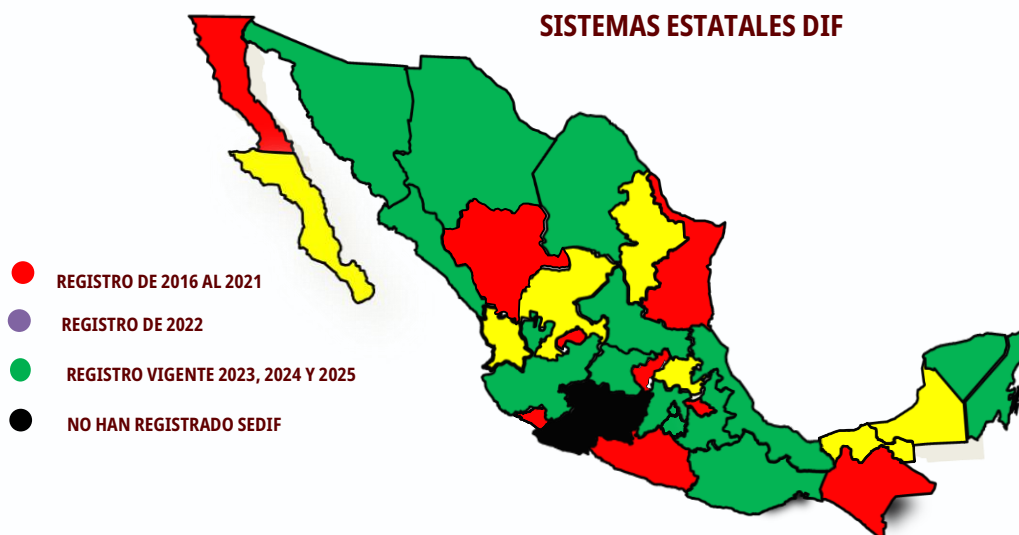 SISTEMAS ESTATALES DIF
REGISTRO DE 2016 AL 2021
REGISTRO DE 2022
REGISTRO VIGENTE 2023, 2024 Y 2025
NO HAN REGISTRADO SEDIF